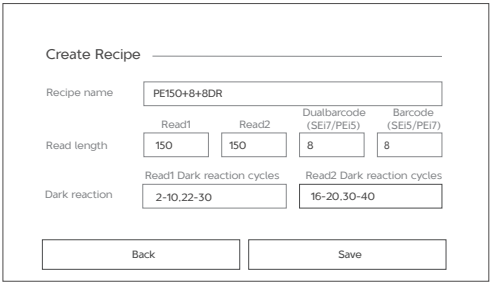 Create Recipe
Recipe name PE150+8+8DR
Read1 Read2 Dualbarcode (SEi7/PEi5) Barcode (SEi5/PEi7)
Read length 150 150 8 8
Read1 Dark reaction cycles Read2 Dark reaction cycles
Dark reaction 2-10,22-30 16-20,30-40
Back Save